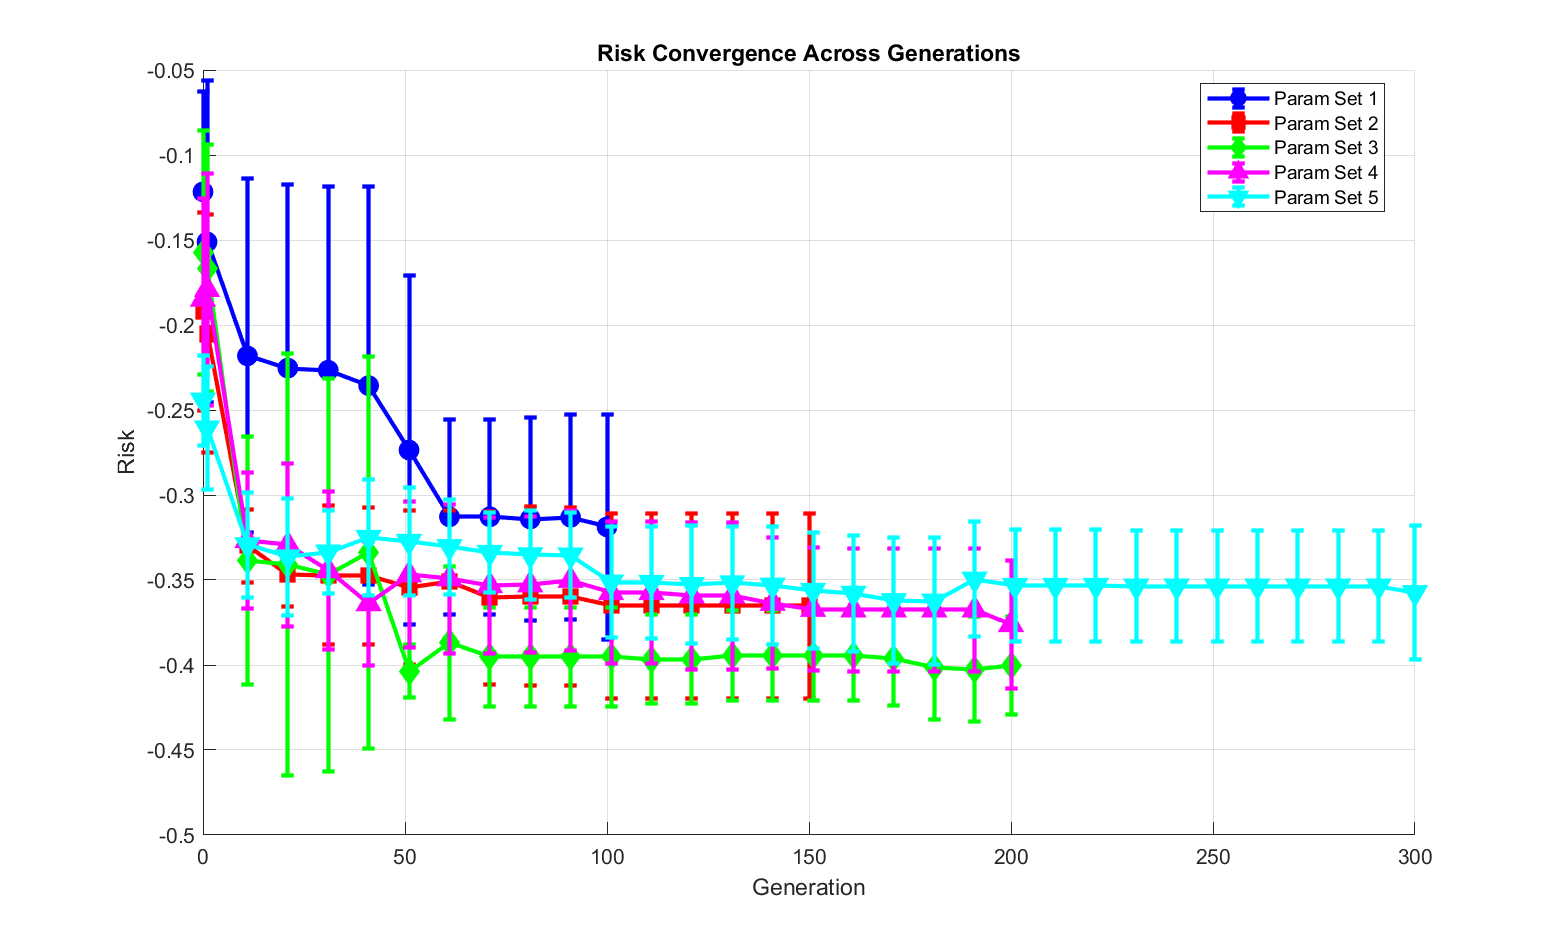 Risk Convergence Across Generations
-0.05
-0.1
-0.15
-0.2
-0.25
-0.3
-0.35
-0.4
-0.45
-0.5
Risk
Param Set 1
Param Set 2
Param Set 3
Param Set 4
Param Set 5
0 50 100 150 200 250 300
Generation